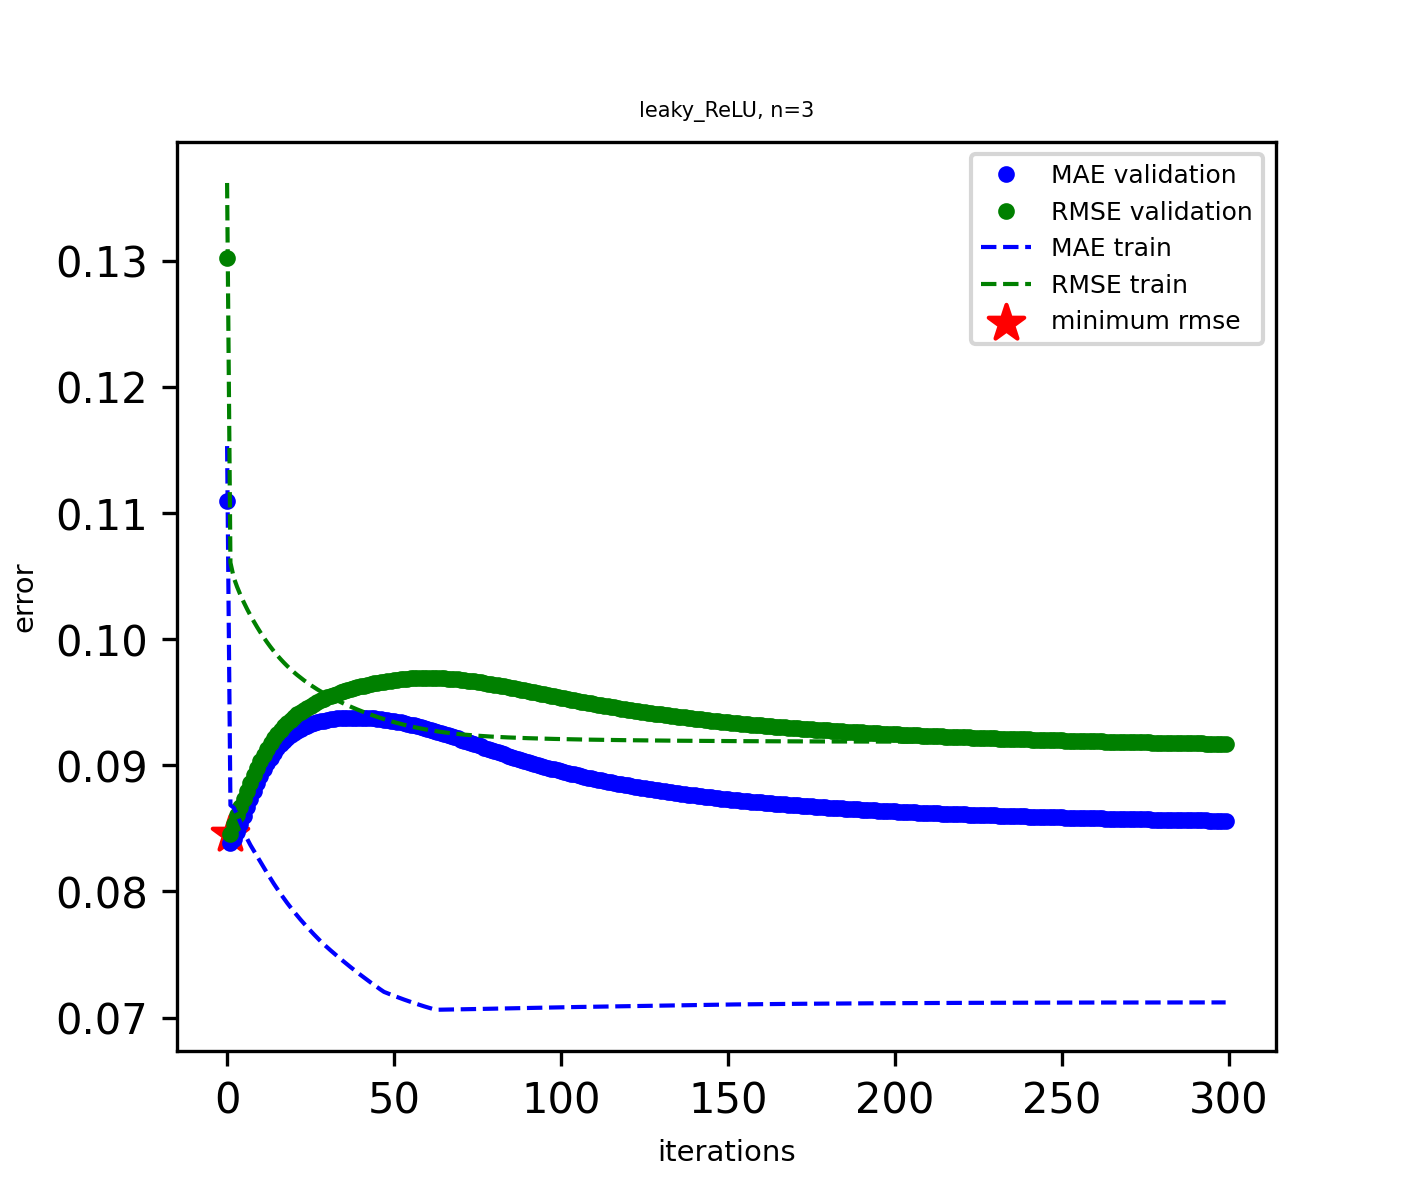 leaky_ReLU, n=3
MAE validation
RMSE validation
MAE train
RMSE train
minimum rmse
error
0.13
0.12
0.11
0.10
0.09
0.08
0.07
0 50 100 150 200 250 300
iterations